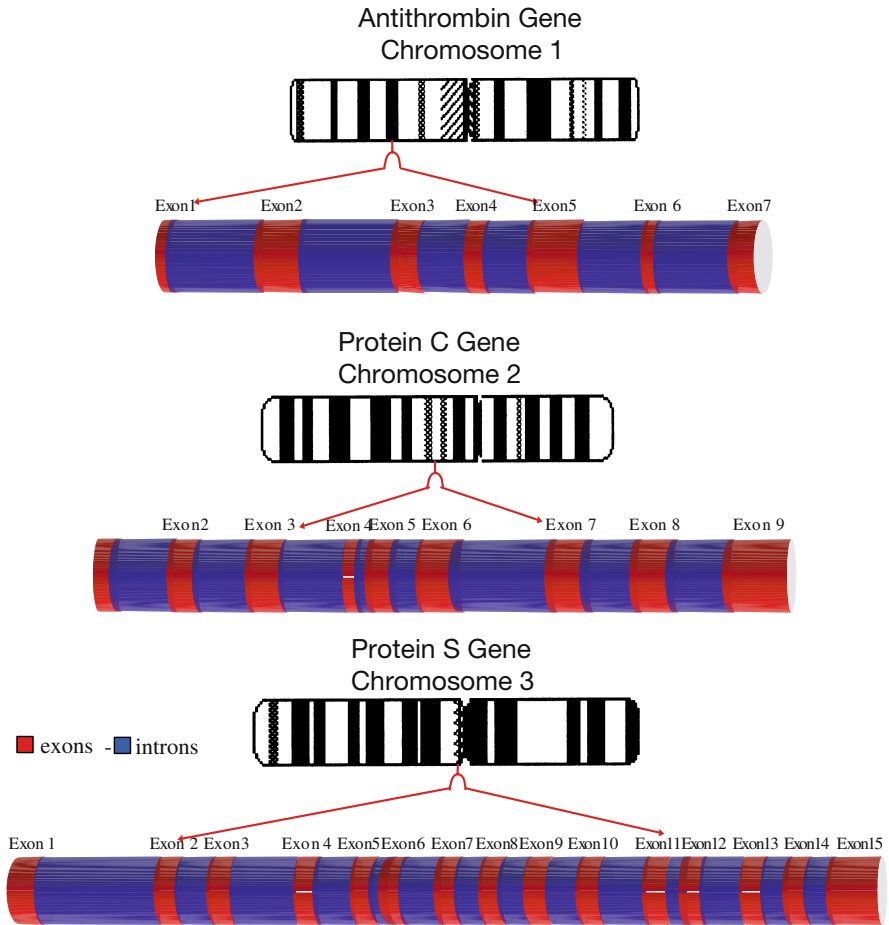 Antithrombin Gene
Chromosome 1
Exon1 Exon2 Exon3 Exon4 Exon5 Exon 6 Exon7
Protein C Gene
Chromosome 2
Exon2 Exon 3 Exon 4 Exon 5 Exon 6 Exon 7 Exon 8 Exon 9
Protein S Gene
Chromosome 3
exons - introns
Exon 1 Exon 2 Exon3 Exon 4 Exon5 Exon6 Exon7 Exon8 Exon9 Exon10 Exon11 Exon12 Exon13 Exon14 Exon15